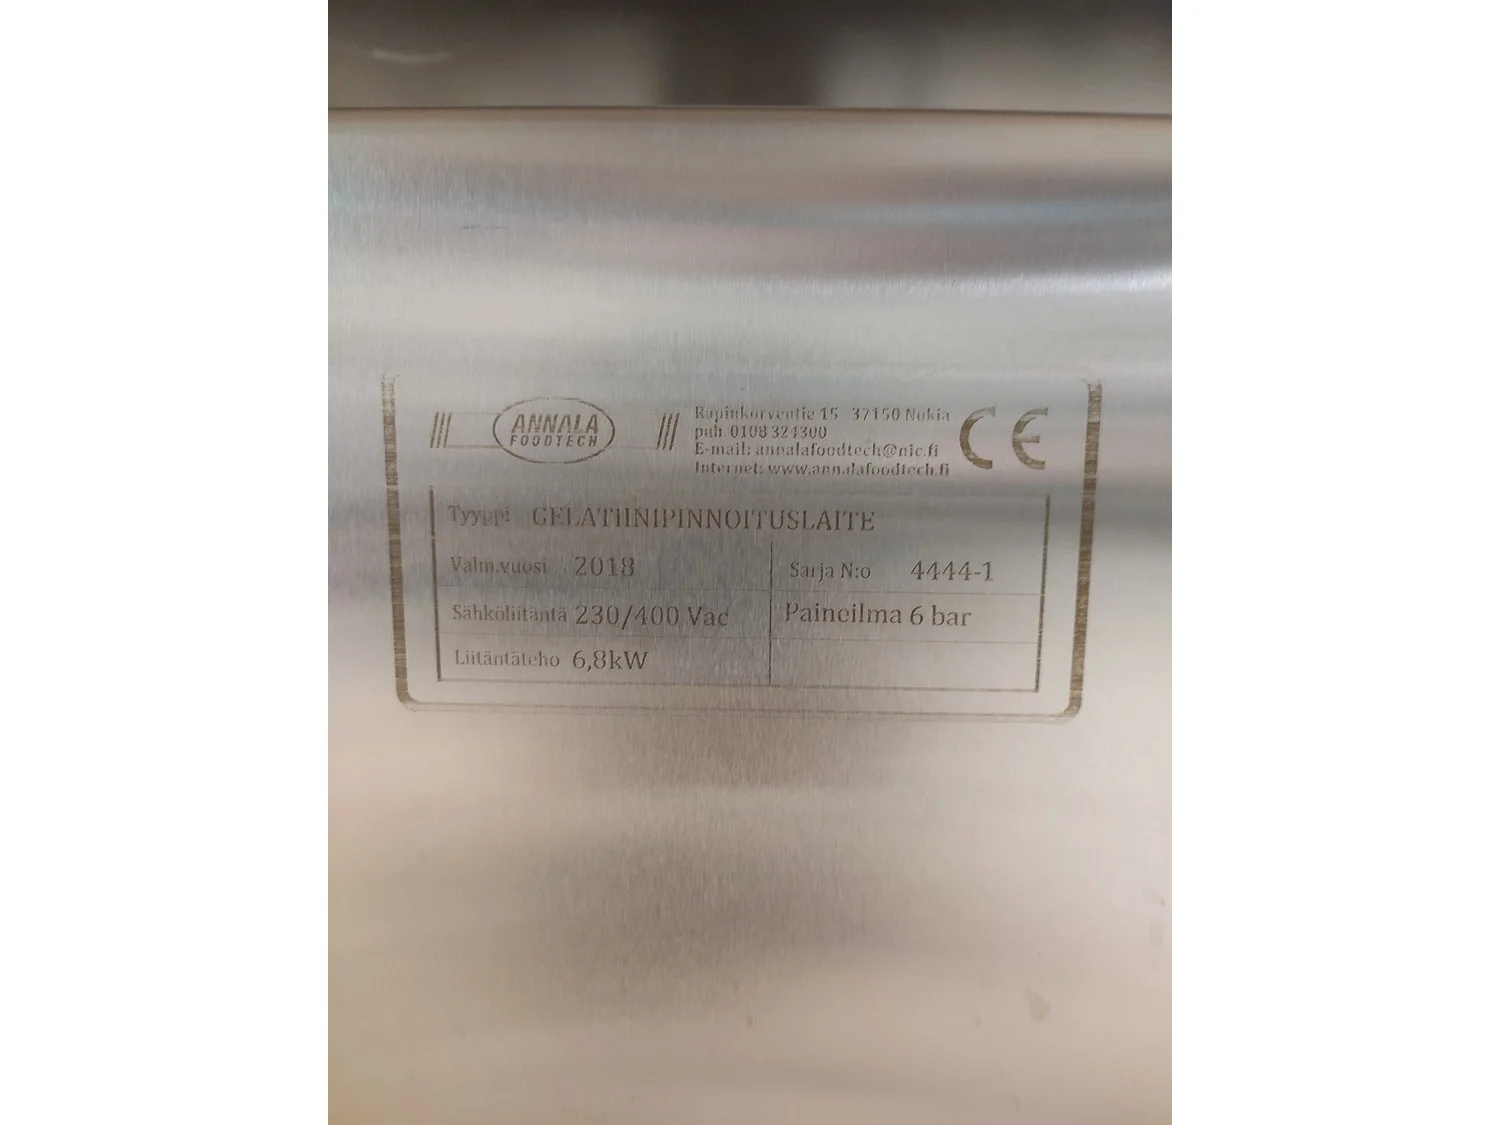 ANNALA
FOODTECH
Rapinkorventie 15 37150 Nokia
puh. 0108 324300
E-mail: annalafoodtech@nic.fi
Internet: www.annalafoodtech.fi
CE
Tyyppi GELATIINIPINNOITUSLAITE
Valm.vuosi 2018 Sarja N:o 4444-1
Sähköliitäntä 230/400 Vac Paineilma 6 bar
Liitäntäteho 6,8kW